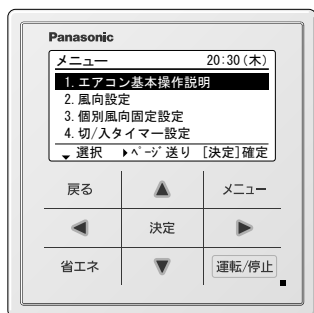 Panasonic
メニュー 20:30(木)
1. エアコン基本操作説明
2. 風向設定
3. 個別風向固定設定
4. 切/入タイマー設定
選択 ▸ﾍﾟｰｼﾞ送り [決定]確定
戻る メニュー
決定
省エネ 運転/停止